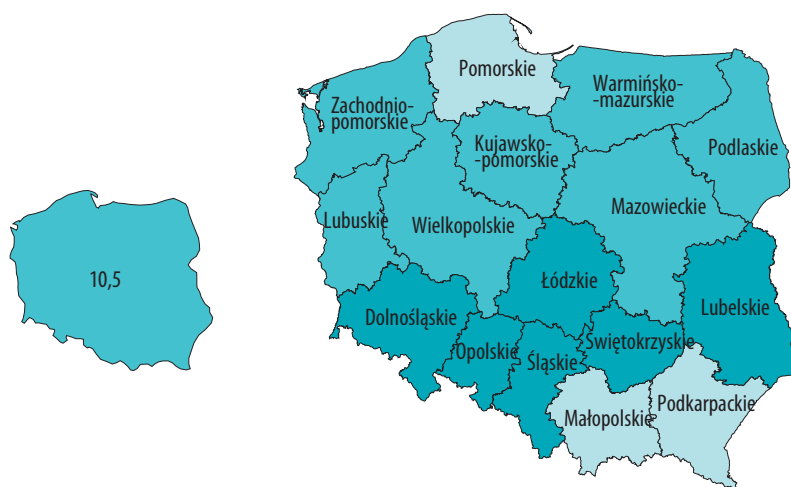 Pomorskie
Warmińsko-
-mazurskie
Zachodnio-
pomorskie
Kujawsko-
-pomorskie
Podlaskie
Lubuskie
Wielkopolskie
Mazowieckie
10,5
Łódzkie
Lubelskie
Dolnośląskie
Opolskie
Śląskie
Świętokrzyskie
Małopolskie
Podkarpackie